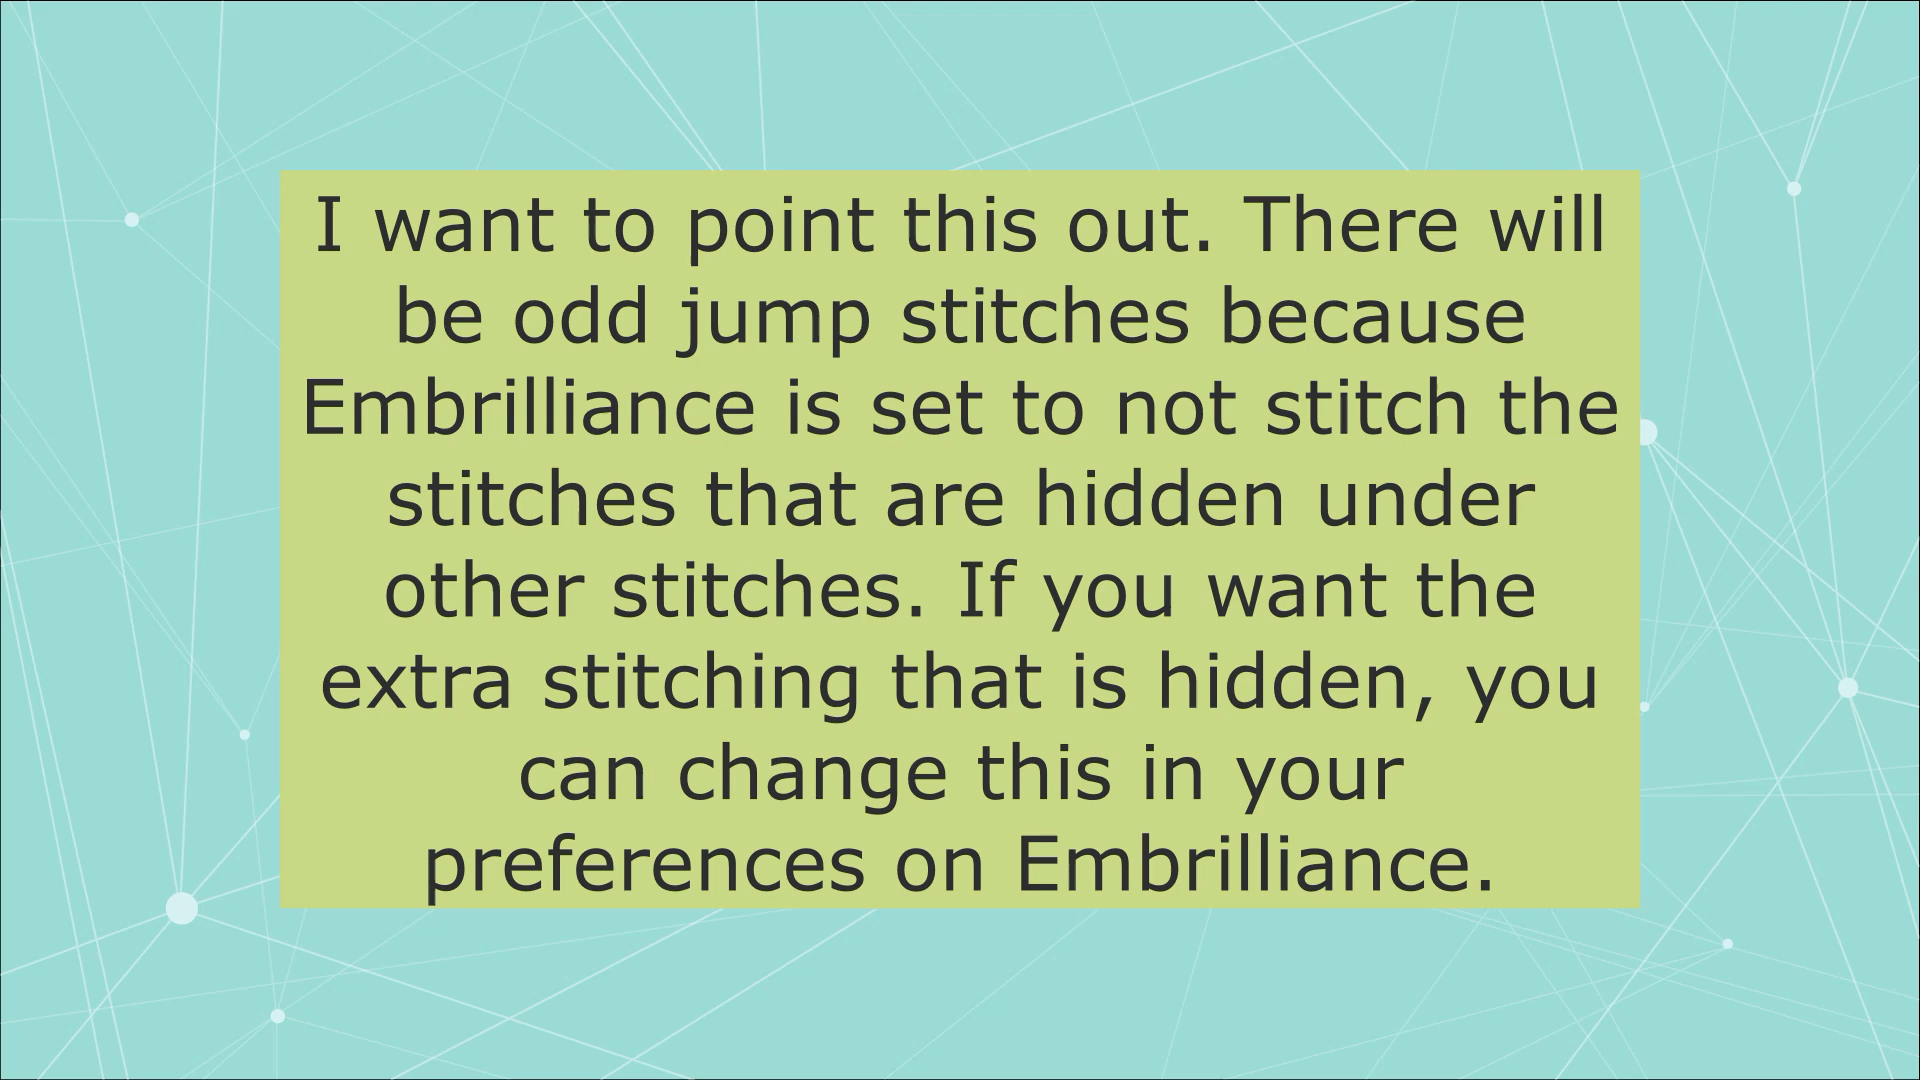 I want to point this out. There will
be odd jump stitches because
Embrilliance is set to not stitch the
stitches that are hidden under
other stitches. If you want the
extra stitching that is hidden, you
can change this in your
preferences on Embrilliance.